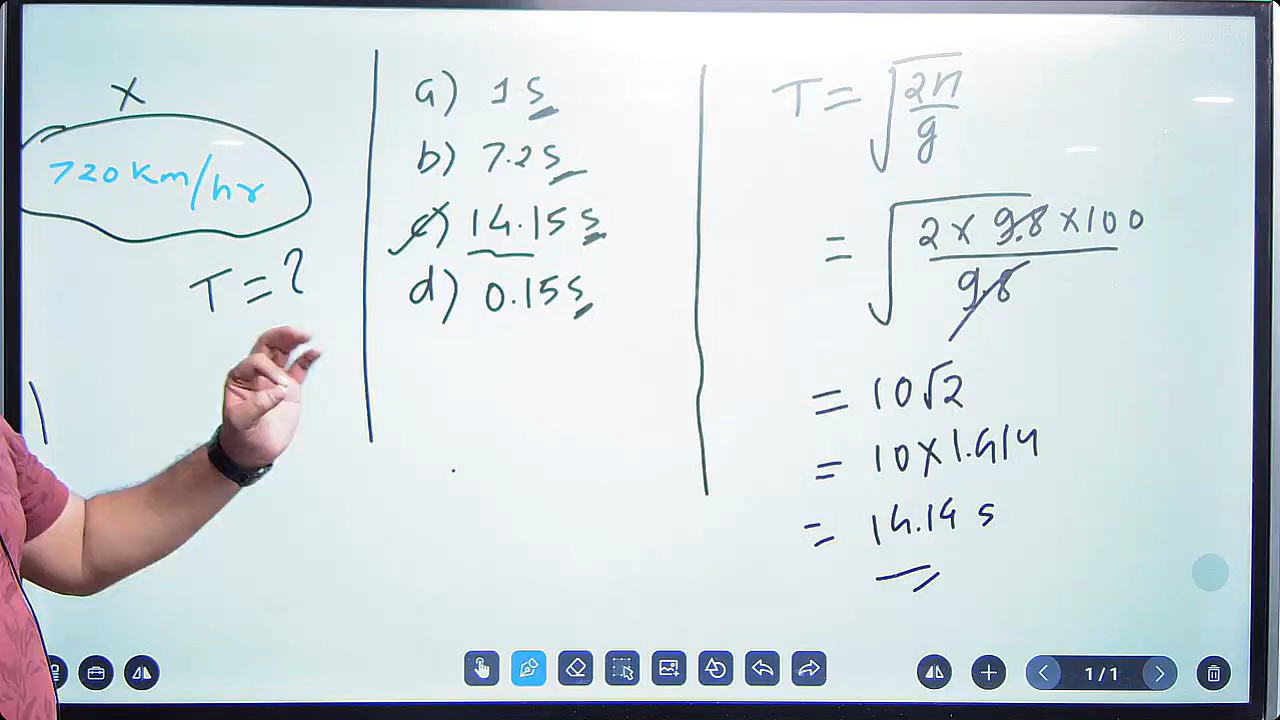 X
720 Km/hr
T = ?
a) 1 s
b) 7.2 s
c) 14.15 s
d) 0.15 s
T = √(2H/g)
= √(2 × 9.8 × 100 / 9.8)
= 10√2
= 10 × 1.414
= 14.14 s
1/1